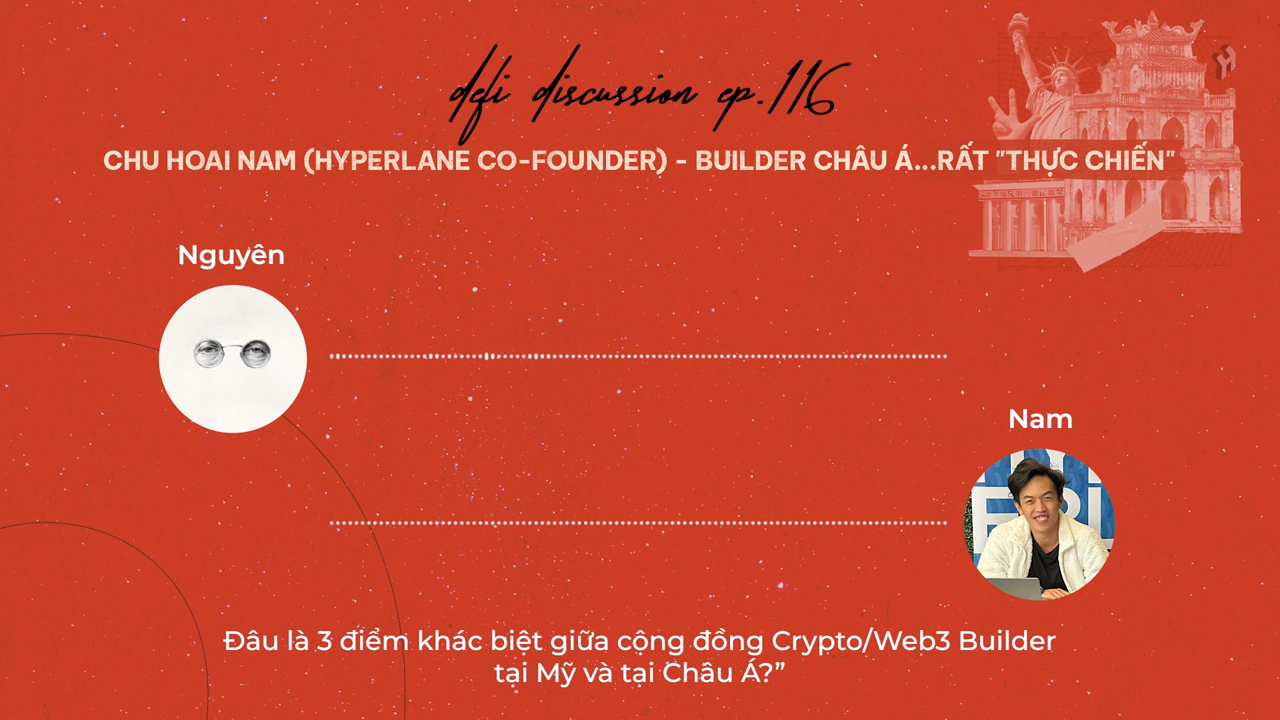 defi discussion ep.116
CHU HOAI NAM (HYPERLANE CO-FOUNDER) - BUILDER CHÂU Á...RẤT "THỰC CHIẾN"
Nguyên
Nam
Đâu là 3 điểm khác biệt giữa cộng đồng Crypto/Web3 Builder
tại Mỹ và tại Châu Á?”